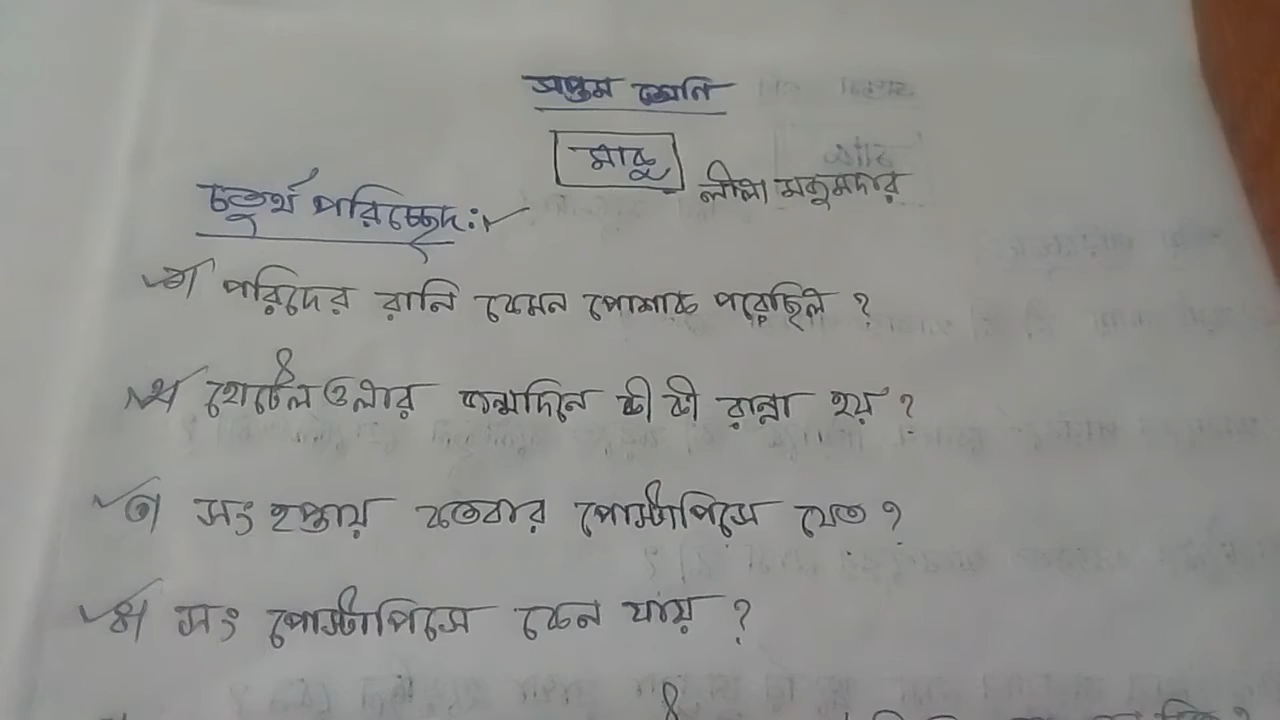 সপ্তম শ্রেনি
মাকু
লীলা মজুমদার
চতুর্থ পরিচ্ছেদ:
১। পরিদের রানি কেমন পোশাক পরেছিল ?
২। হোটেলওলার জন্মদিনে কী কী রান্না হয় ?
৩। সং হপ্তায় কতবার পোস্টাপিসে যেত ?
৪। সং পোস্টাপিসে কেন যায় ?